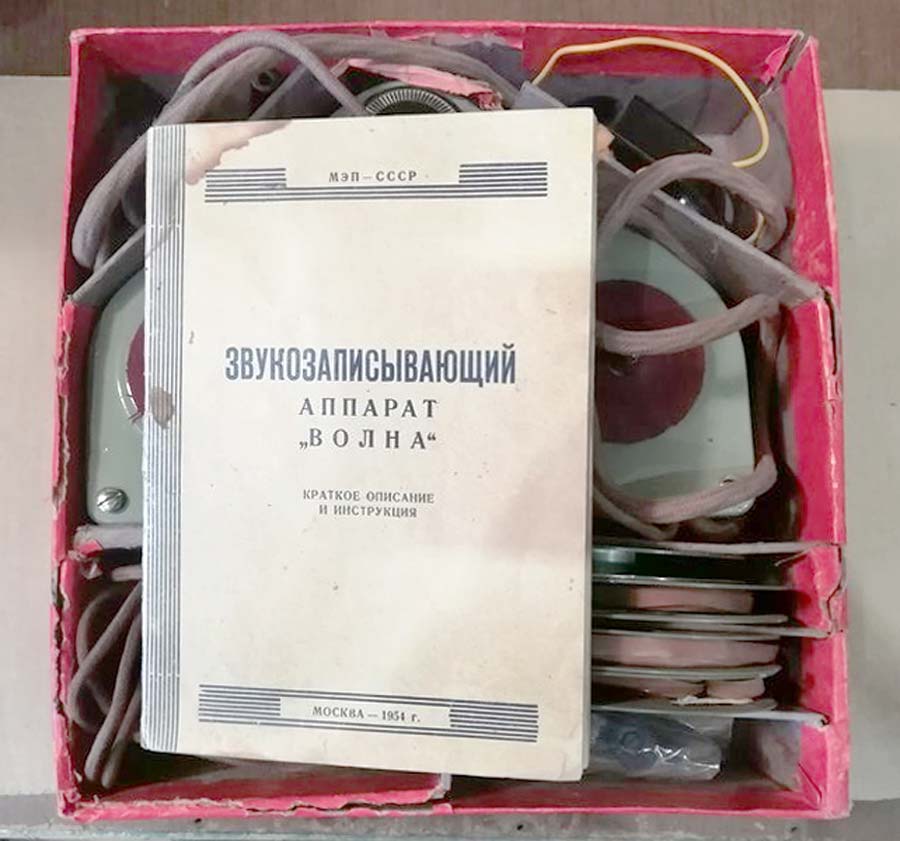 МЭП — СССР
ЗВУКОЗАПИСЫВАЮЩИЙ
АППАРАТ
„ВОЛНА“
КРАТКОЕ ОПИСАНИЕ
И ИНСТРУКЦИЯ
МОСКВА — 1954 г.